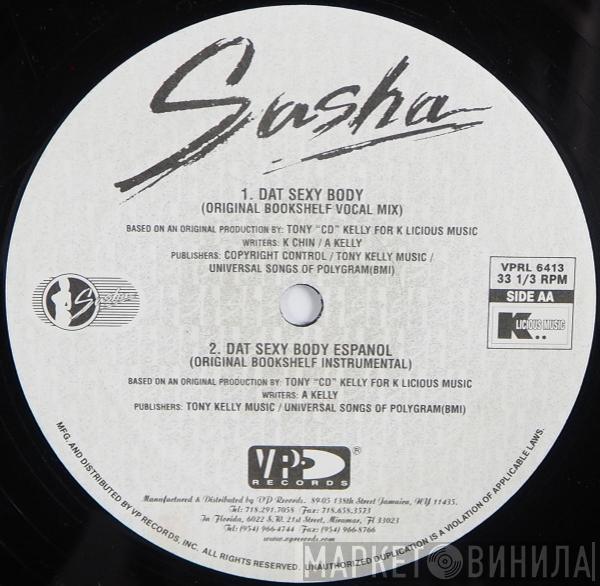 Sasha
1. DAT SEXY BODY
(ORIGINAL BOOKSHELF VOCAL MIX)
BASED ON AN ORIGINAL PRODUCTION BY: TONY "CD" KELLY FOR K LICIOUS MUSIC
WRITERS: K CHIN / A KELLY
PUBLISHERS: COPYRIGHT CONTROL / TONY KELLY MUSIC /
UNIVERSAL SONGS OF POLYGRAM(BMI)
Sasha
VPRL 6413
33 1/3 RPM
SIDE AA
K LICIOUS MUSIC
2. DAT SEXY BODY ESPANOL
(ORIGINAL BOOKSHELF INSTRUMENTAL)
BASED ON AN ORIGINAL PRODUCTION BY: TONY "CD" KELLY FOR K LICIOUS MUSIC
WRITERS: A KELLY
PUBLISHERS: TONY KELLY MUSIC / UNIVERSAL SONGS OF POLYGRAM(BMI)
VP ®
RECORDS
Manufactured & Distributed by VP Records. 89-05 138th Street Jamaica, NY 11435.
Tel: 718.291.7058 Fax: 718.658.3573
In Florida, 6022 S.W. 21st Street, Miramar, Fl 33023
Tel: (954) 966-4744 Fax: (954) 966-8766
www.vprecords.com
MFG. AND DISTRIBUTED BY VP RECORDS, INC. ALL RIGHTS RESERVED. UNAUTHORIZED DUPLICATION IS A VIOLATION OF APPLICABLE LAWS.
МАРКЕТ ВИНИЛА